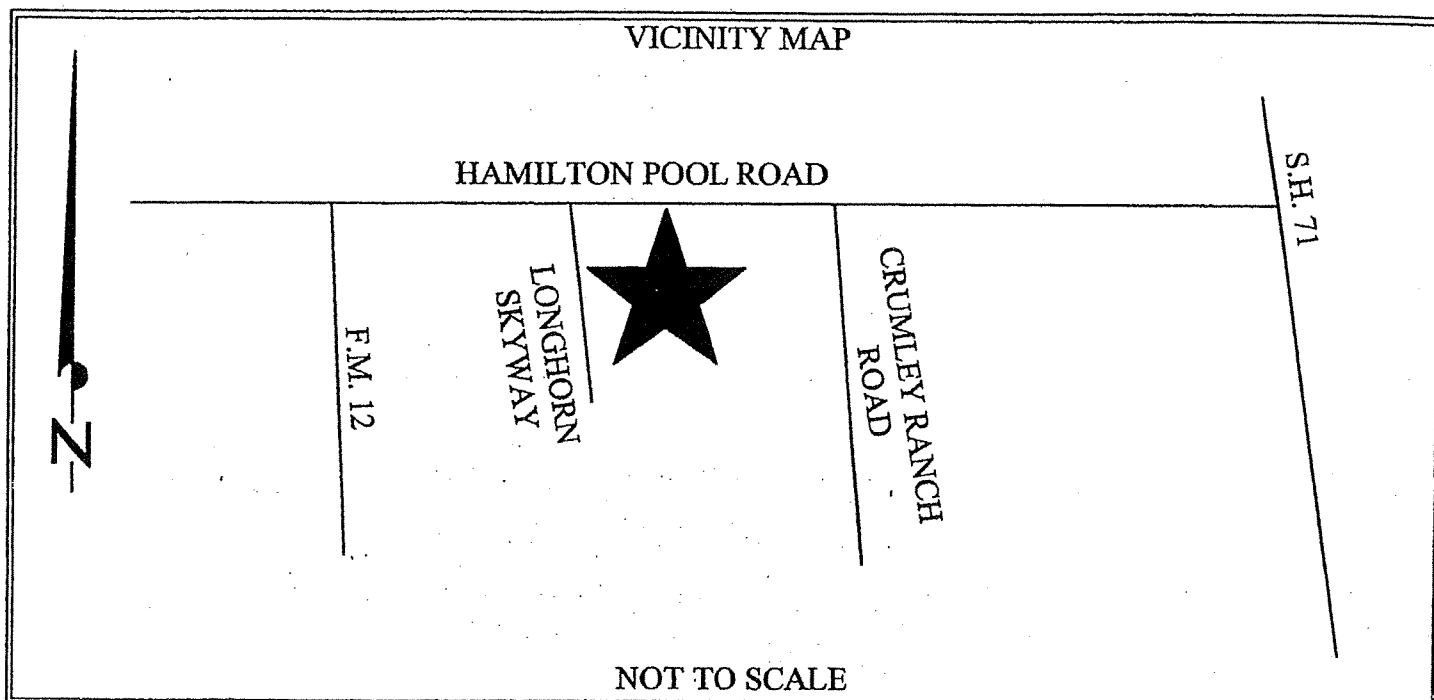 VICINITY MAP
HAMILTON POOL ROAD
S.H. 71
LONGHORN
SKYWAY
CRUMLEY RANCH
ROAD
F.M. 12
N
NOT TO SCALE